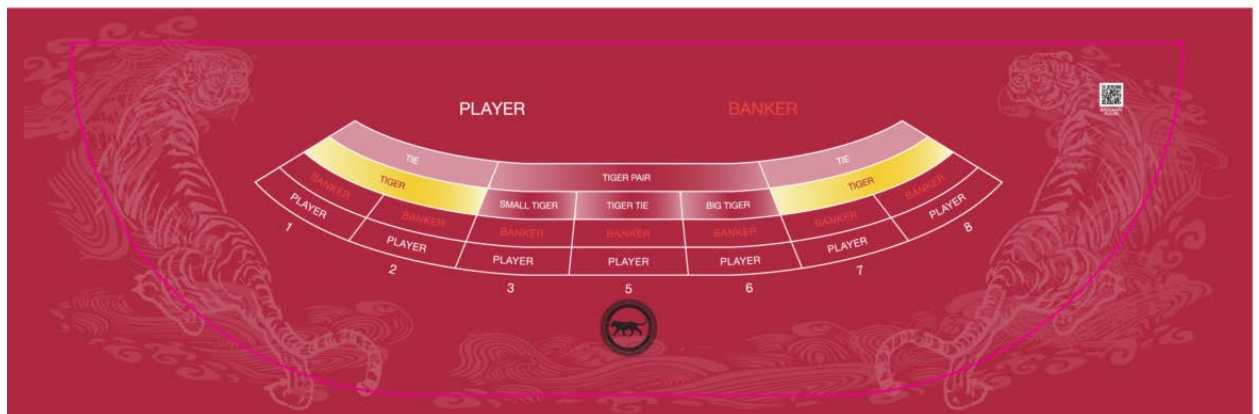 PLAYER BANKER
TIE TIE
TIGER PAIR
TIGER TIGER
SMALL TIGER TIGER TIE BIG TIGER
BANKER BANKER BANKER BANKER BANKER BANKER BANKER
PLAYER PLAYER PLAYER PLAYER PLAYER PLAYER PLAYER
1 2 3 5 6 7 8